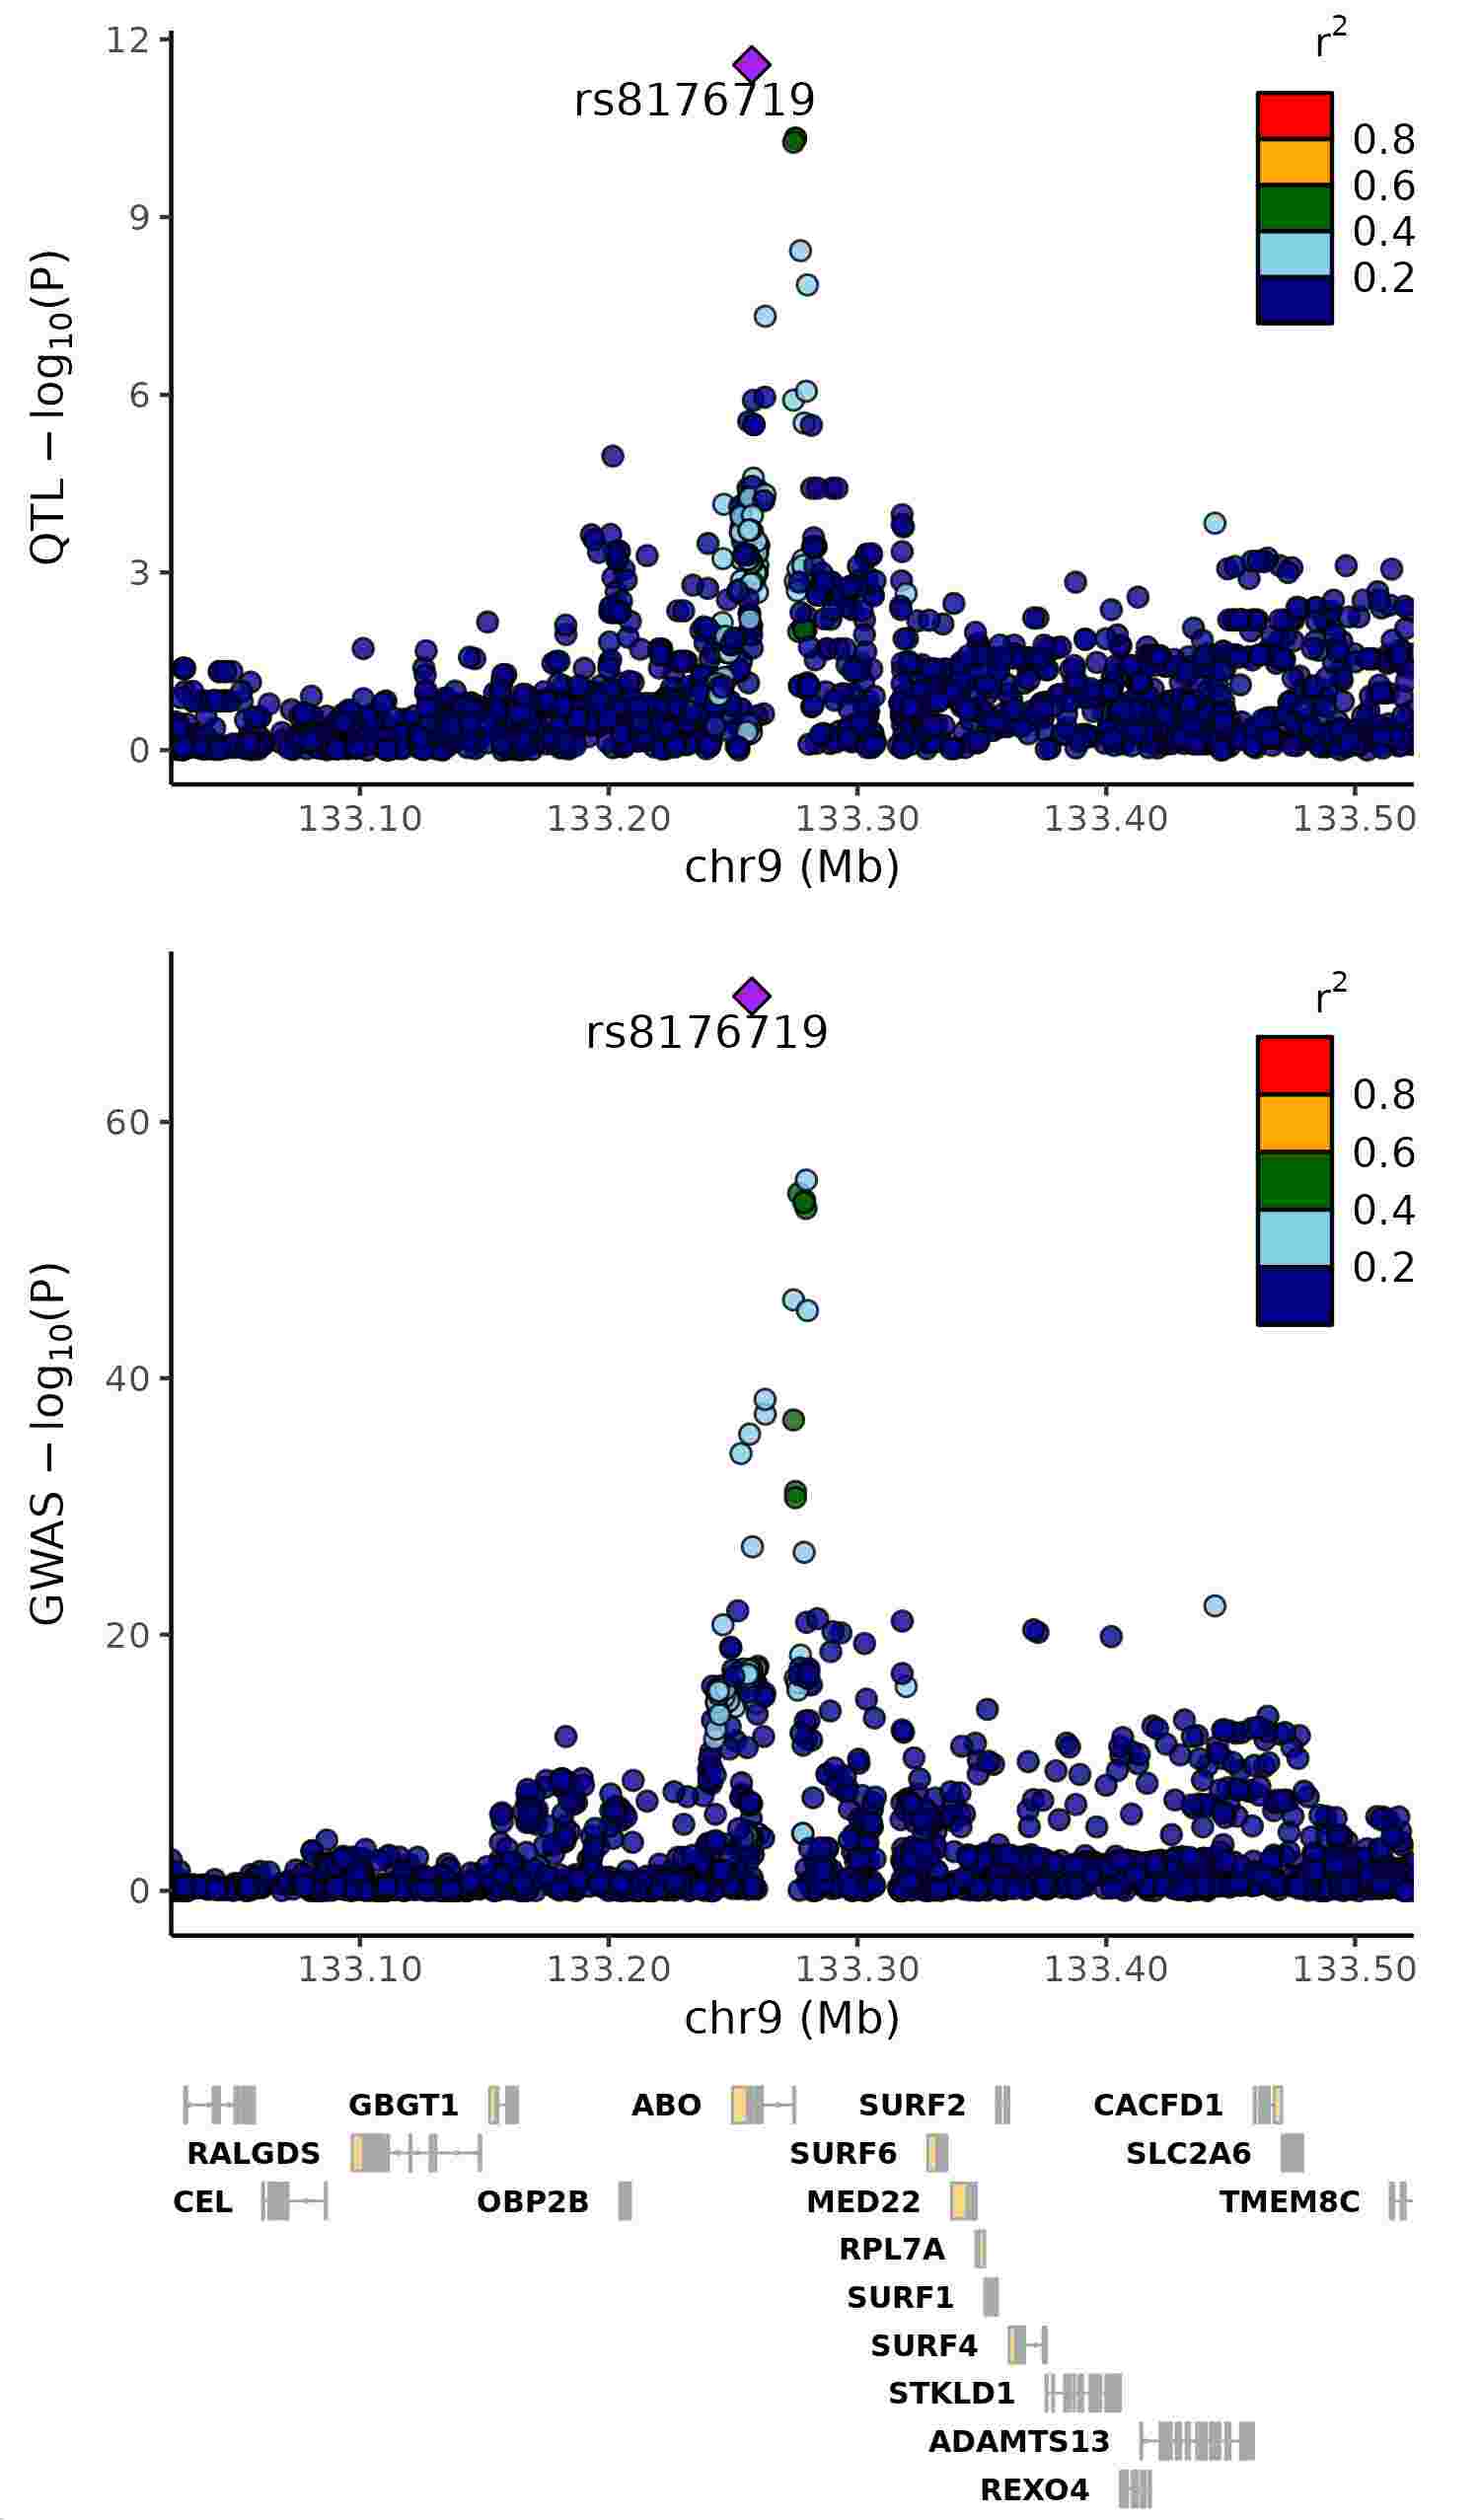 12
r2
rs8176719
0.8
0.6
9
0.4
0.2
QTL −log10(P)
6
3
0
133.10 133.20 133.30 133.40 133.50
chr9 (Mb)
r2
rs8176719
0.8
60
0.6
0.4
0.2
GWAS −log10(P)
40
20
0
133.10 133.20 133.30 133.40 133.50
chr9 (Mb)
GBGT1 ABO SURF2 CACFD1
RALGDS SURF6 SLC2A6
CEL OBP2B MED22 TMEM8C
RPL7A
SURF1
SURF4
STKLD1
ADAMTS13
REXO4